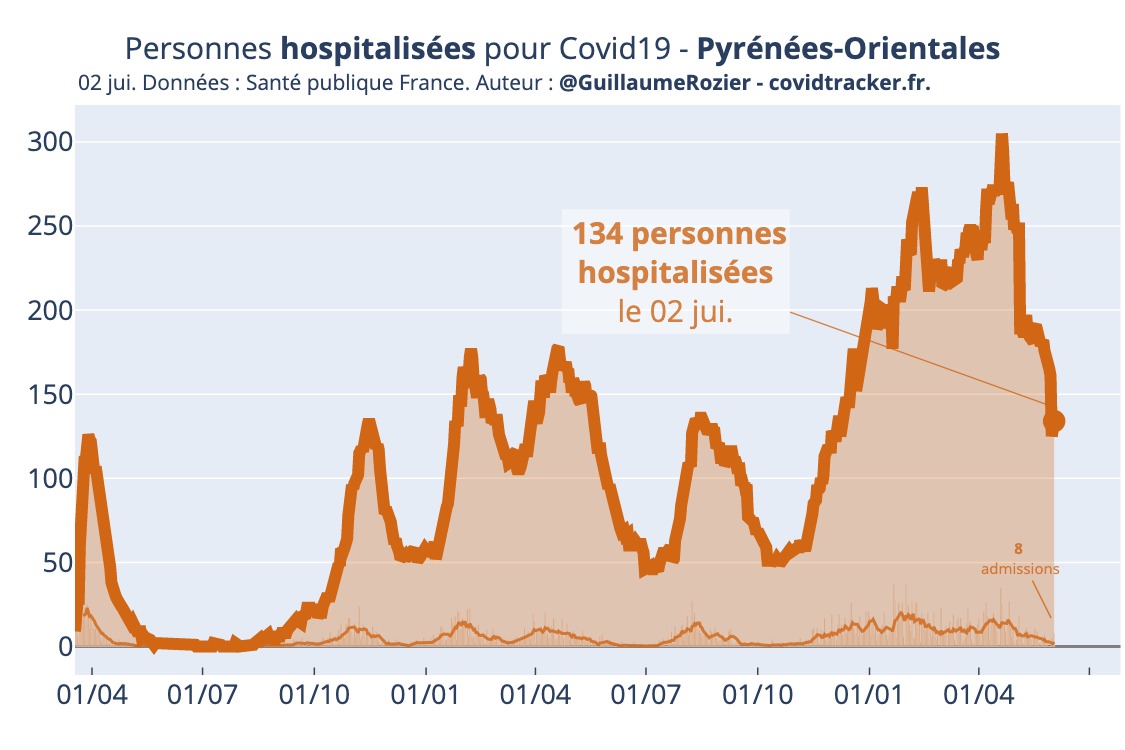 Personnes hospitalisées pour Covid19 - Pyrénées-Orientales
02 jui. Données : Santé publique France. Auteur : @GuillaumeRozier - covidtracker.fr.
300
250
200
150
100
50
0
134 personnes
hospitalisées
le 02 jui.
8
admissions
01/04 01/07 01/10 01/01 01/04 01/07 01/10 01/01 01/04